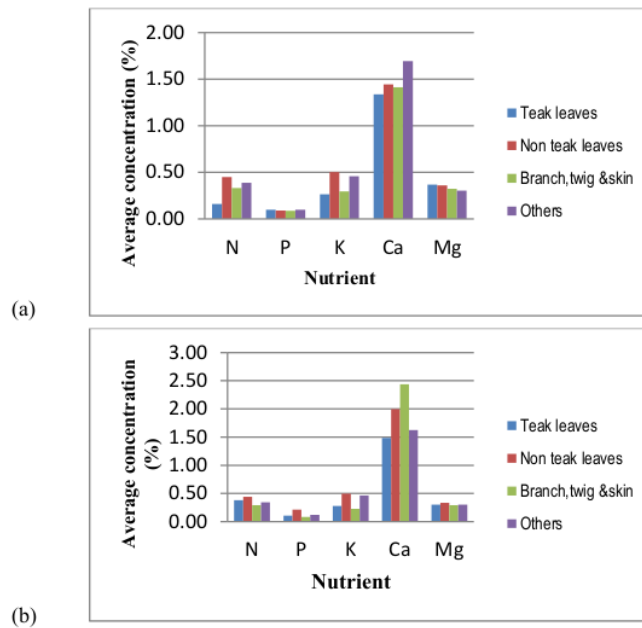 (a)
Average concentration (%)
2.00
1.50
1.00
0.50
0.00
N P K Ca Mg
Nutrient
Teak leaves
Non teak leaves
Branch,twig &skin
Others
(b)
Average concentration
(%)
3.00
2.50
2.00
1.50
1.00
0.50
0.00
N P K Ca Mg
Nutrient
Teak leaves
Non teak leaves
Branch,twig &skin
Others